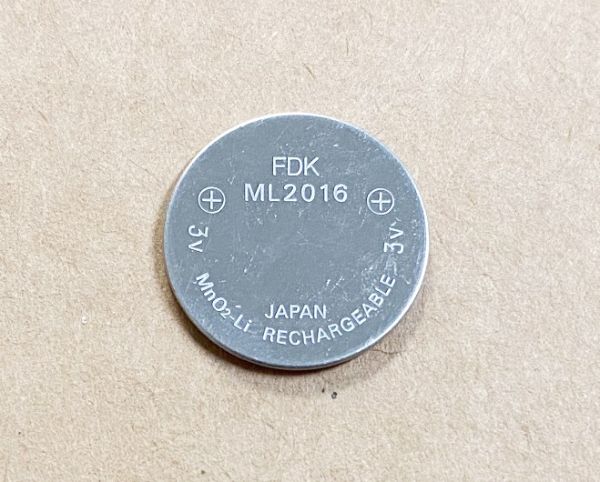 FDK
ML2016
⊕ ⊕
3V 3V
MnO₂-Li RECHARGEABLE
JAPAN